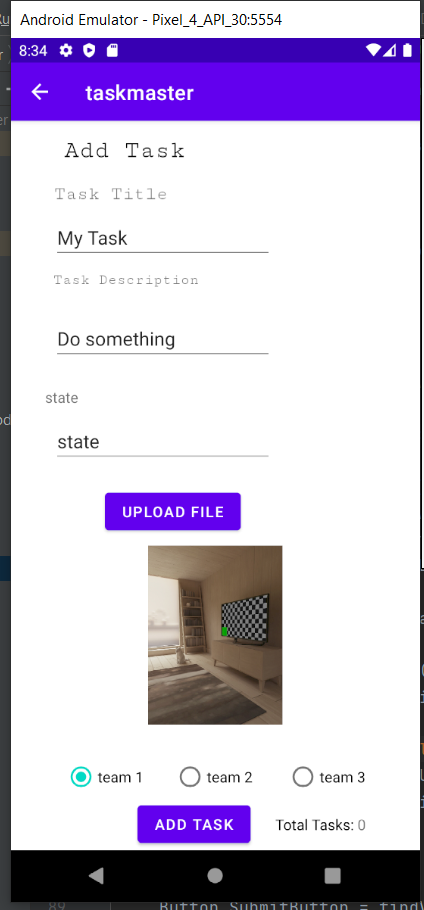 Android Emulator - Pixel_4_API_30:5554
8:34
taskmaster
Add Task
Task Title
My Task
Task Description
Do something
state
state
UPLOAD FILE
team 1 team 2 team 3
ADD TASK Total Tasks: 0
89 Button SubmitButton = find